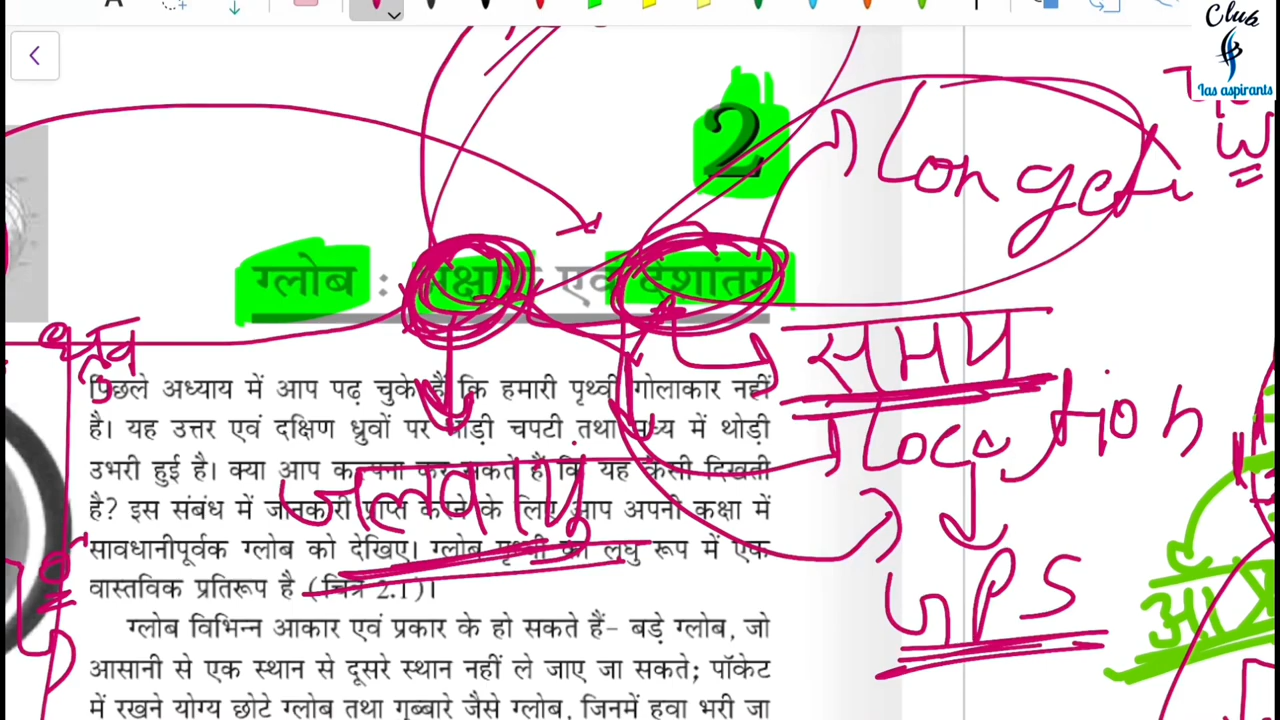 Club
Ias aspirants
2
Longeti
ग्लोब : अक्षांश एवं देशांतर
ध्रुव
समय
पिछले अध्याय में आप पढ़ चुके हैं कि हमारी पृथ्वी गोलाकार नहीं
है। यह उत्तर एवं दक्षिण ध्रुवों पर थोड़ी चपटी तथा मध्य में थोड़ी
location
उभरी हुई है। क्या आप कल्पना कर सकते हैं कि यह कैसी दिखती
जलवायु
है? इस संबंध में जानकारी प्राप्त करने के लिए आप अपनी कक्षा में
सावधानीपूर्वक ग्लोब को देखिए। ग्लोब पृथ्वी का लघु रूप में एक
वास्तविक प्रतिरूप है (चित्र 2.1)।
GPS
ग्लोब विभिन्न आकार एवं प्रकार के हो सकते हैं- बड़े ग्लोब, जो
आसानी से एक स्थान से दूसरे स्थान नहीं ले जाए जा सकते; पॉकेट
में रखने योग्य छोटे ग्लोब तथा गुब्बारे जैसे ग्लोब, जिनमें हवा भरी जा